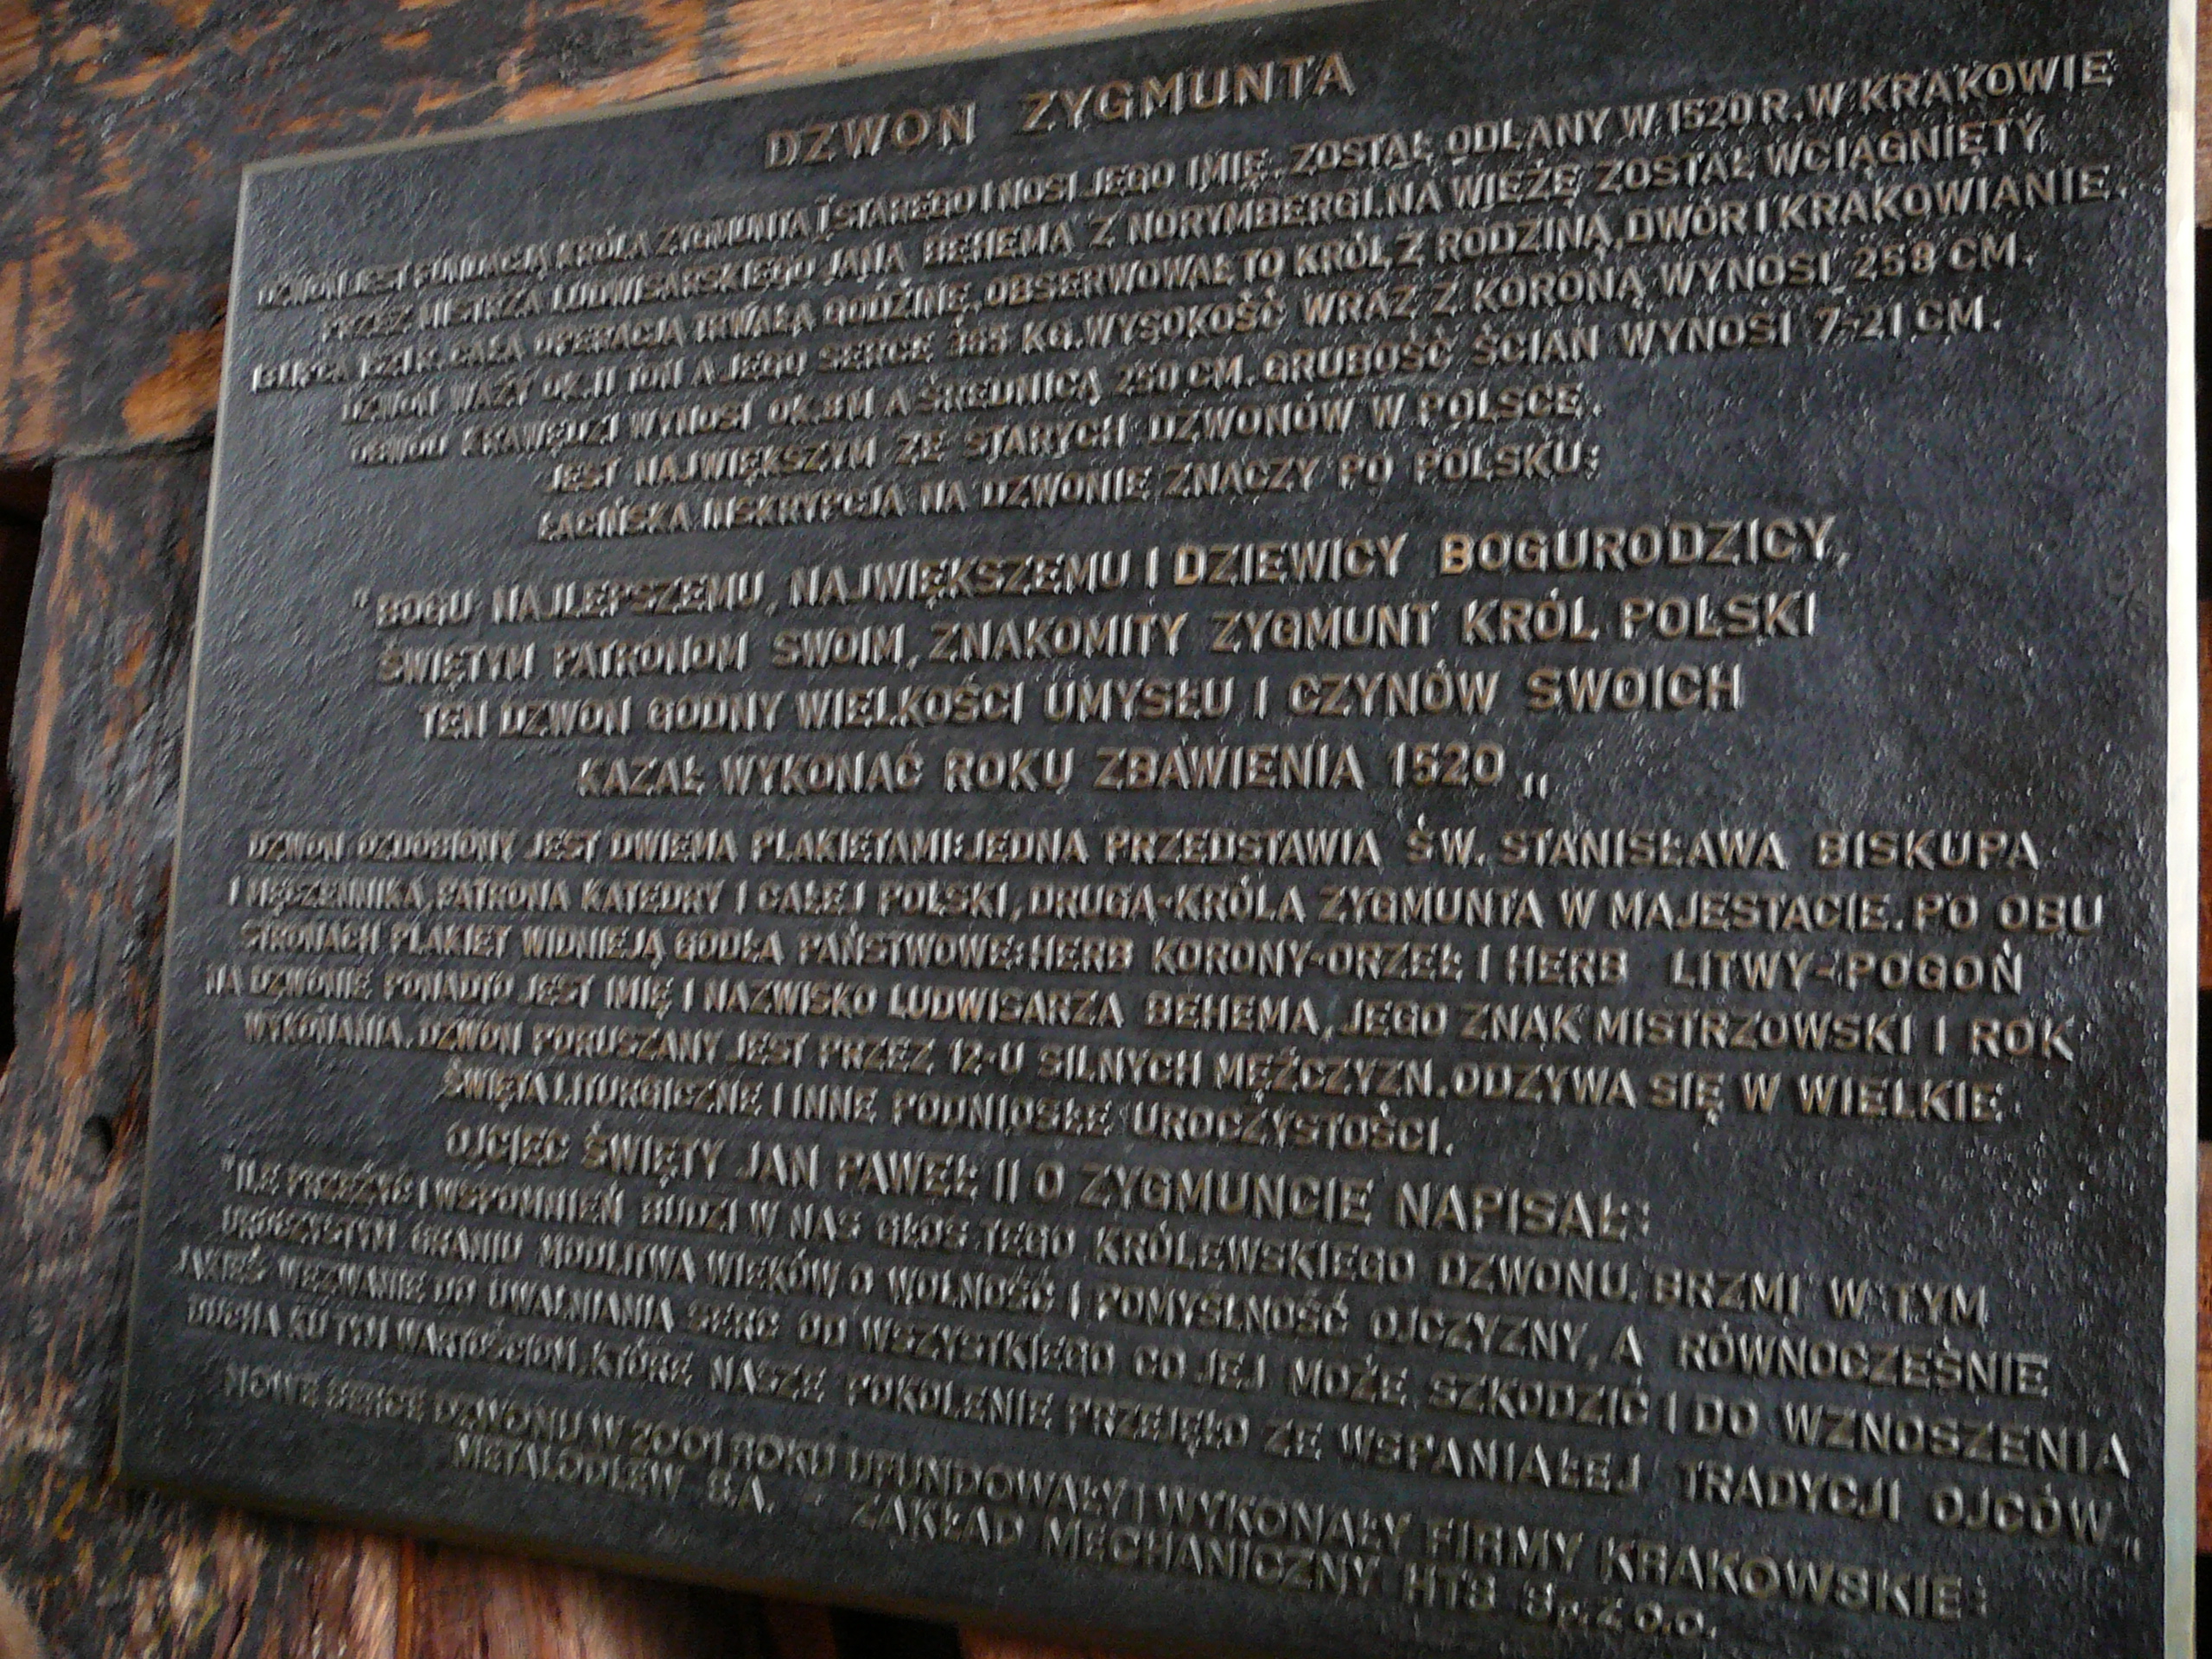 DZWON ZYGMUNTA
DZWON JEST FUNDACJĄ KRÓLA ZYGMUNTA I STAREGO I NOSI JEGO IMIĘ. ZOSTAŁ ODLANY W 1520 R. W KRAKOWIE
PRZEZ MISTRZA LUDWISARSKIEGO JANA BEHEMA Z NORYMBERGI. NA WIEŻĘ ZOSTAŁ WCIĄGNIĘTY
LIPCA 1521 R. CAŁA OPERACJA TRWAŁA GODZINĘ, OBSERWOWAŁ TO KRÓL Z RODZINĄ, DWÓR I KRAKOWIANIE.
DZWON WAŻY OK. 11 TON A JEGO SERCE 365 KG. WYSOKOŚĆ WRAZ Z KORONĄ WYNOSI 258 CM.
OBWÓD KRAWĘDZI WYNOSI OK. 8 M A ŚREDNICA 250 CM. GRUBOŚĆ ŚCIAN WYNOSI 7-21 CM.
JEST NAJWIĘKSZYM ZE STARYCH DZWONÓW W POLSCE.
ŁACIŃSKA INSKRYPCJA NA DZWONIE ZNACZY PO POLSKU:
"BOGU NAJLEPSZEMU, NAJWIĘKSZEMU I DZIEWICY BOGURODZICY,
ŚWIĘTYM PATRONOM SWOIM, ZNAKOMITY ZYGMUNT KRÓL POLSKI
TEN DZWON GODNY WIELKOŚCI UMYSŁU I CZYNÓW SWOICH
KAZAŁ WYKONAĆ ROKU ZBAWIENIA 1520 „
DZWON OZDOBIONY JEST DWIEMA PLAKIETAMI: JEDNA PRZEDSTAWIA ŚW. STANISŁAWA BISKUPA
I MĘCZENNIKA, PATRONA KATEDRY I CAŁEJ POLSKI, DRUGA-KRÓLA ZYGMUNTA W MAJESTACIE. PO OBU
STRONACH PLAKIET WIDNIEJĄ GODŁA PAŃSTWOWE: HERB KORONY-ORZEŁ I HERB LITWY-POGOŃ
NA DZWONIE PONADTO JEST IMIĘ I NAZWISKO LUDWISARZA BEHEMA, JEGO ZNAK MISTRZOWSKI I ROK
WYKONANIA. DZWON PORUSZANY JEST PRZEZ 12-U SILNYCH MĘŻCZYZN. ODZYWA SIĘ W WIELKIE
ŚWIĘTA LITURGICZNE I INNE PODNIOSŁE UROCZYSTOŚCI.
OJCIEC ŚWIĘTY JAN PAWEŁ II O ZYGMUNCIE NAPISAŁ:
"ILE PRZEŻYĆ I WSPOMNIEŃ BUDZI W NAS GŁOS TEGO KRÓLEWSKIEGO DZWONU. BRZMI W TYM
UROCZYSTYM GRANIU MODLITWA WIEKÓW O WOLNOŚĆ I POMYŚLNOŚĆ OJCZYZNY, A RÓWNOCZEŚNIE
JAKIEŚ WEZWANIE DO UWALNIANIA SERC OD WSZYSTKIEGO CO JEJ MOŻE SZKODZIĆ I DO WZNOSZENIA
DUCHA KU TYM WARTOŚCIOM, KTÓRE NASZE POKOLENIE PRZEJĘŁO ZE WSPANIAŁEJ TRADYCJI OJCÓW „
NOWE SERCE DZWONU W 2001 ROKU UFUNDOWAŁY I WYKONAŁY FIRMY KRAKOWSKIE:
METALODLEW SA. - ZAKŁAD MECHANICZNY HTS Sp. z o.o.